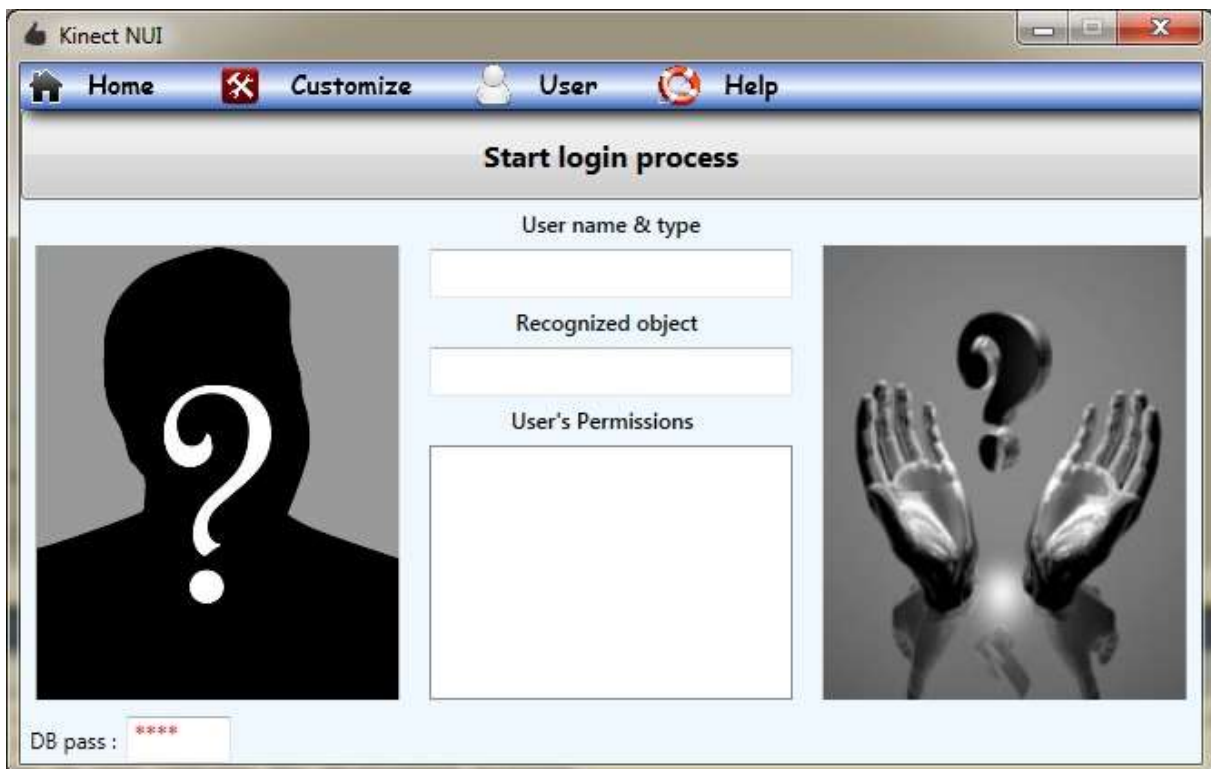 Kinect NUI
Home Customize User Help
Start login process
User name & type
Recognized object
User's Permissions
DB pass : ****